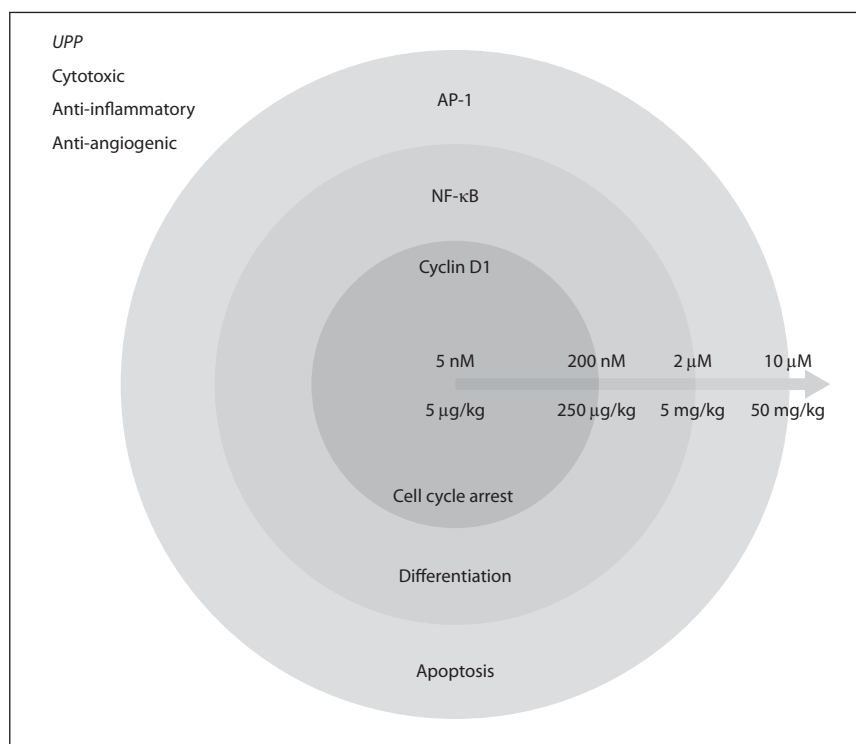 UPP
Cytotoxic
Anti-inflammatory
Anti-angiogenic
AP-1
NF-κB
Cyclin D1
5 nM 200 nM 2 μM 10 μM
5 μg/kg 250 μg/kg 5 mg/kg 50 mg/kg
Cell cycle arrest
Differentiation
Apoptosis